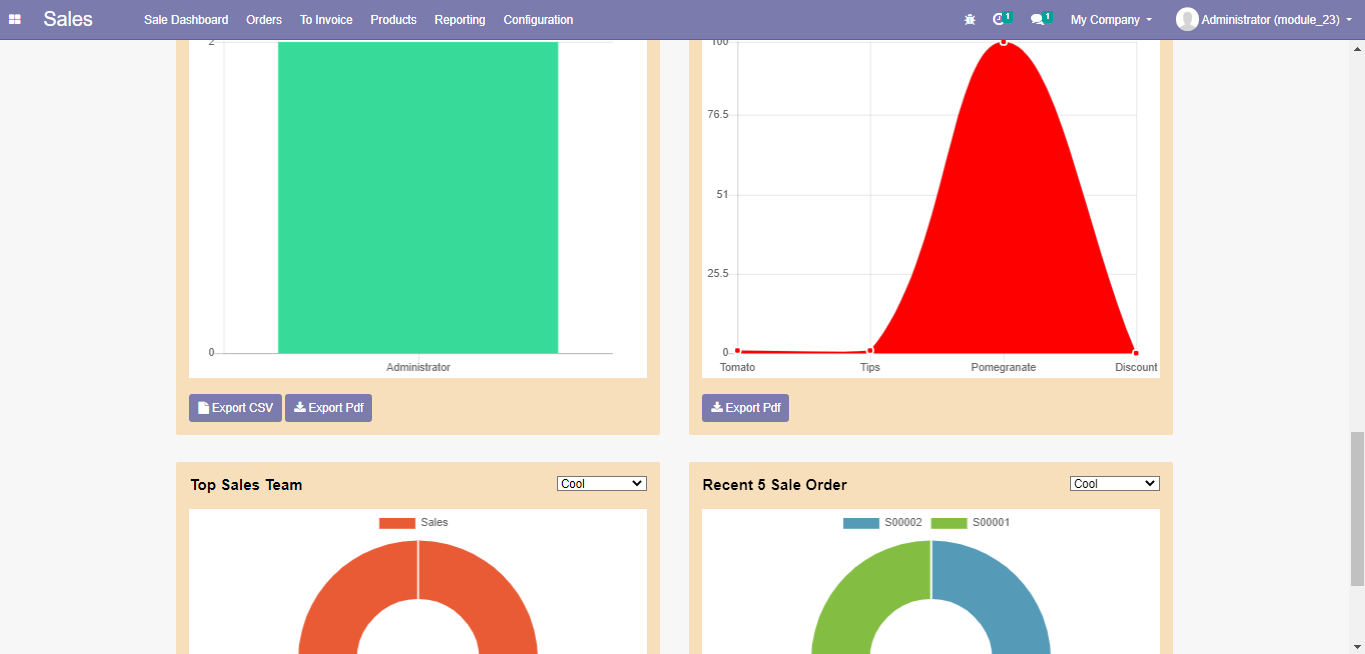 Sales Sale Dashboard Orders To Invoice Products Reporting Configuration 1 1 My Company Administrator (module_23)
2
0
Administrator
100
76.5
51
25.5
0
Tomato Tips Pomegranate Discount
Export CSV Export Pdf
Export Pdf
Top Sales Team Cool
Sales
Recent 5 Sale Order Cool
S00002 S00001